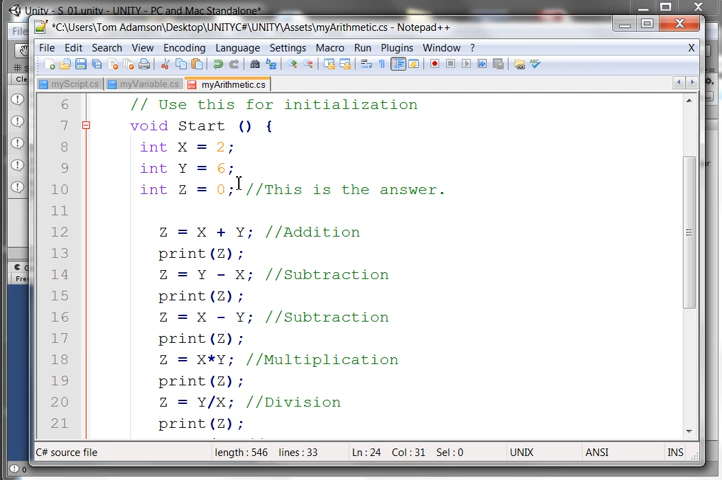 Unity - S_01.unity - PC and Mac Standalone*
*C:\Users\Tom Adamson\Desktop\UNITYC#\UNITY\Assets\myArithmetic.cs - Notepad++
File Edit Search View Encoding Language Settings Macro Run Plugins Window ? X
myScript.cs myVariable.cs myArithmetic.cs
6 // Use this for initialization
7 void Start () {
8 int X = 2;
9 int Y = 6;
10 int Z = 0; //This is the answer.
11
12 Z = X + Y; //Addition
13 print(Z);
14 Z = Y - X; //Subtraction
15 print(Z);
16 Z = X - Y; //Subtraction
17 print(Z);
18 Z = X*Y; //Multiplication
19 print(Z);
20 Z = Y/X; //Division
21 print(Z);
C# source file length : 546 lines : 33 Ln : 24 Col : 31 Sel : 0 UNIX ANSI INS